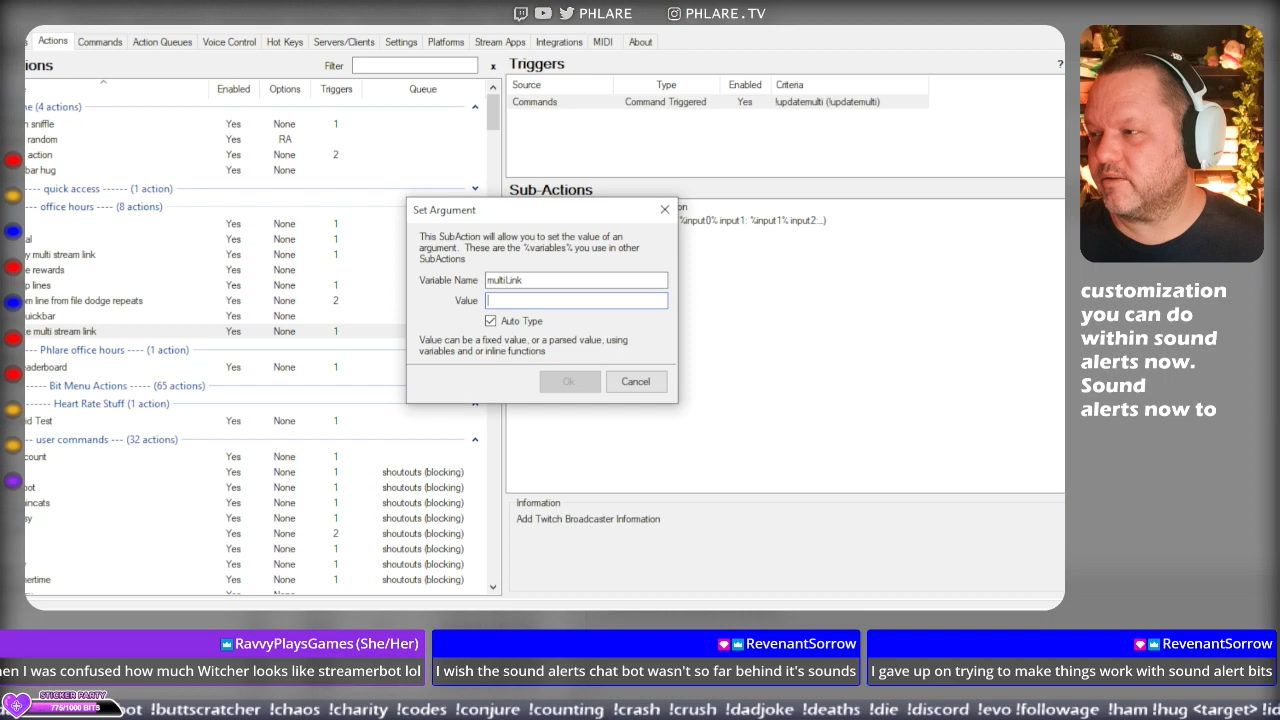 PHLARE PHLARE.TV
Actions Commands Action Queues Voice Control Hot Keys Servers/Clients Settings Platforms Stream Apps Integrations MIDI About
ions Filter x Triggers ?
Enabled Options Triggers Queue
Source Type Enabled Criteria
Commands Command Triggered Yes !updatemulti (!updatemulti)
ne (4 actions)
n sniffle Yes None 1
random Yes RA
action Yes None 2
bar hug Yes None
---- quick access ------ (1 action)
Sub-Actions
office hours ---- (8 actions)
on
%input0% input1: %input1% input2...)
Yes None 1
al Yes None
y multi stream link Yes None 1
e rewards Yes None
p lines Yes None 1
m line from file dodge repeats Yes None 2
uickbar Yes None
e multi stream link Yes None 1
---- Phlare office hours ---- (1 action)
aderboard Yes None 1
---- Bit Menu Actions ---- (65 actions)
---- Heart Rate Stuff (1 action)
id Test Yes None 1
-- user commands --- (32 actions)
count Yes None 1
Yes None 1 shoutouts (blocking)
bot Yes None 1 shoutouts (blocking)
ancats Yes None 1 shoutouts (blocking)
sy Yes None 1 shoutouts (blocking)
Yes None 2 shoutouts (blocking)
Yes None 1 shoutouts (blocking)
Yes None 1 shoutouts (blocking)
nertime Yes None 1 shoutouts (blocking)
Set Argument
This SubAction will allow you to set the value of an
argument. These are the %variables% you use in other
SubActions
Variable Name multiLink
Value
Auto Type
Value can be a fixed value, or a parsed value, using
variables and or inline functions
Ok Cancel
Information
Add Twitch Broadcaster Information
customization
you can do
within sound
alerts now.
Sound
alerts now to
RavvyPlaysGames (She/Her)
en I was confused how much Witcher looks like streamerbot lol
RevenantSorrow
I wish the sound alerts chat bot wasn't so far behind it's sounds
RevenantSorrow
I gave up on trying to make things work with sound alert bits
STICKER PARTY
775/1000 BITS
ot !buttscratcher !chaos !charity !codes !conjure !counting !crash !crush !dadjoke !deaths !die !discord !evo !followage !ham !hug <target> !id